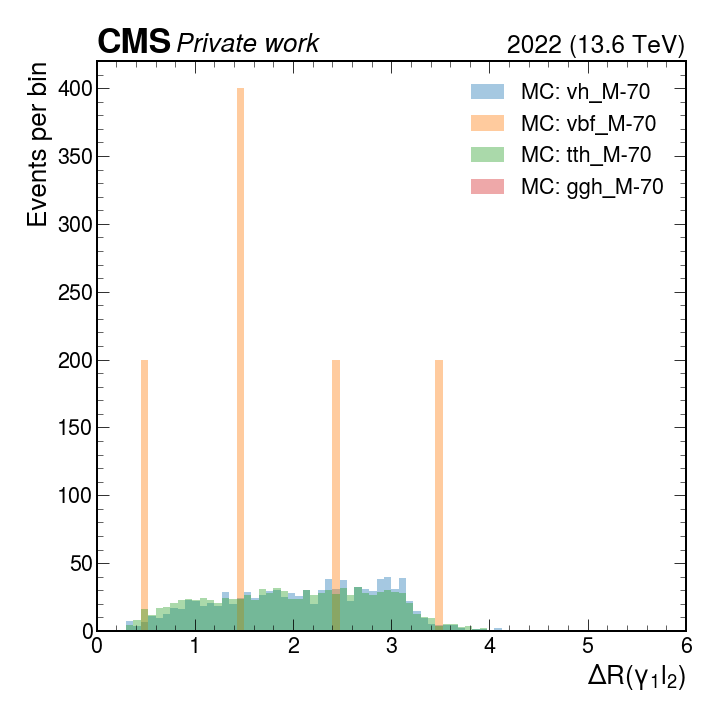 CMS Private work 2022 (13.6 TeV)
Events per bin
MC: vh_M-70
MC: vbf_M-70
MC: tth_M-70
MC: ggh_M-70
400
350
300
250
200
150
100
50
0
0 1 2 3 4 5 6
ΔR(γ₁l₂)